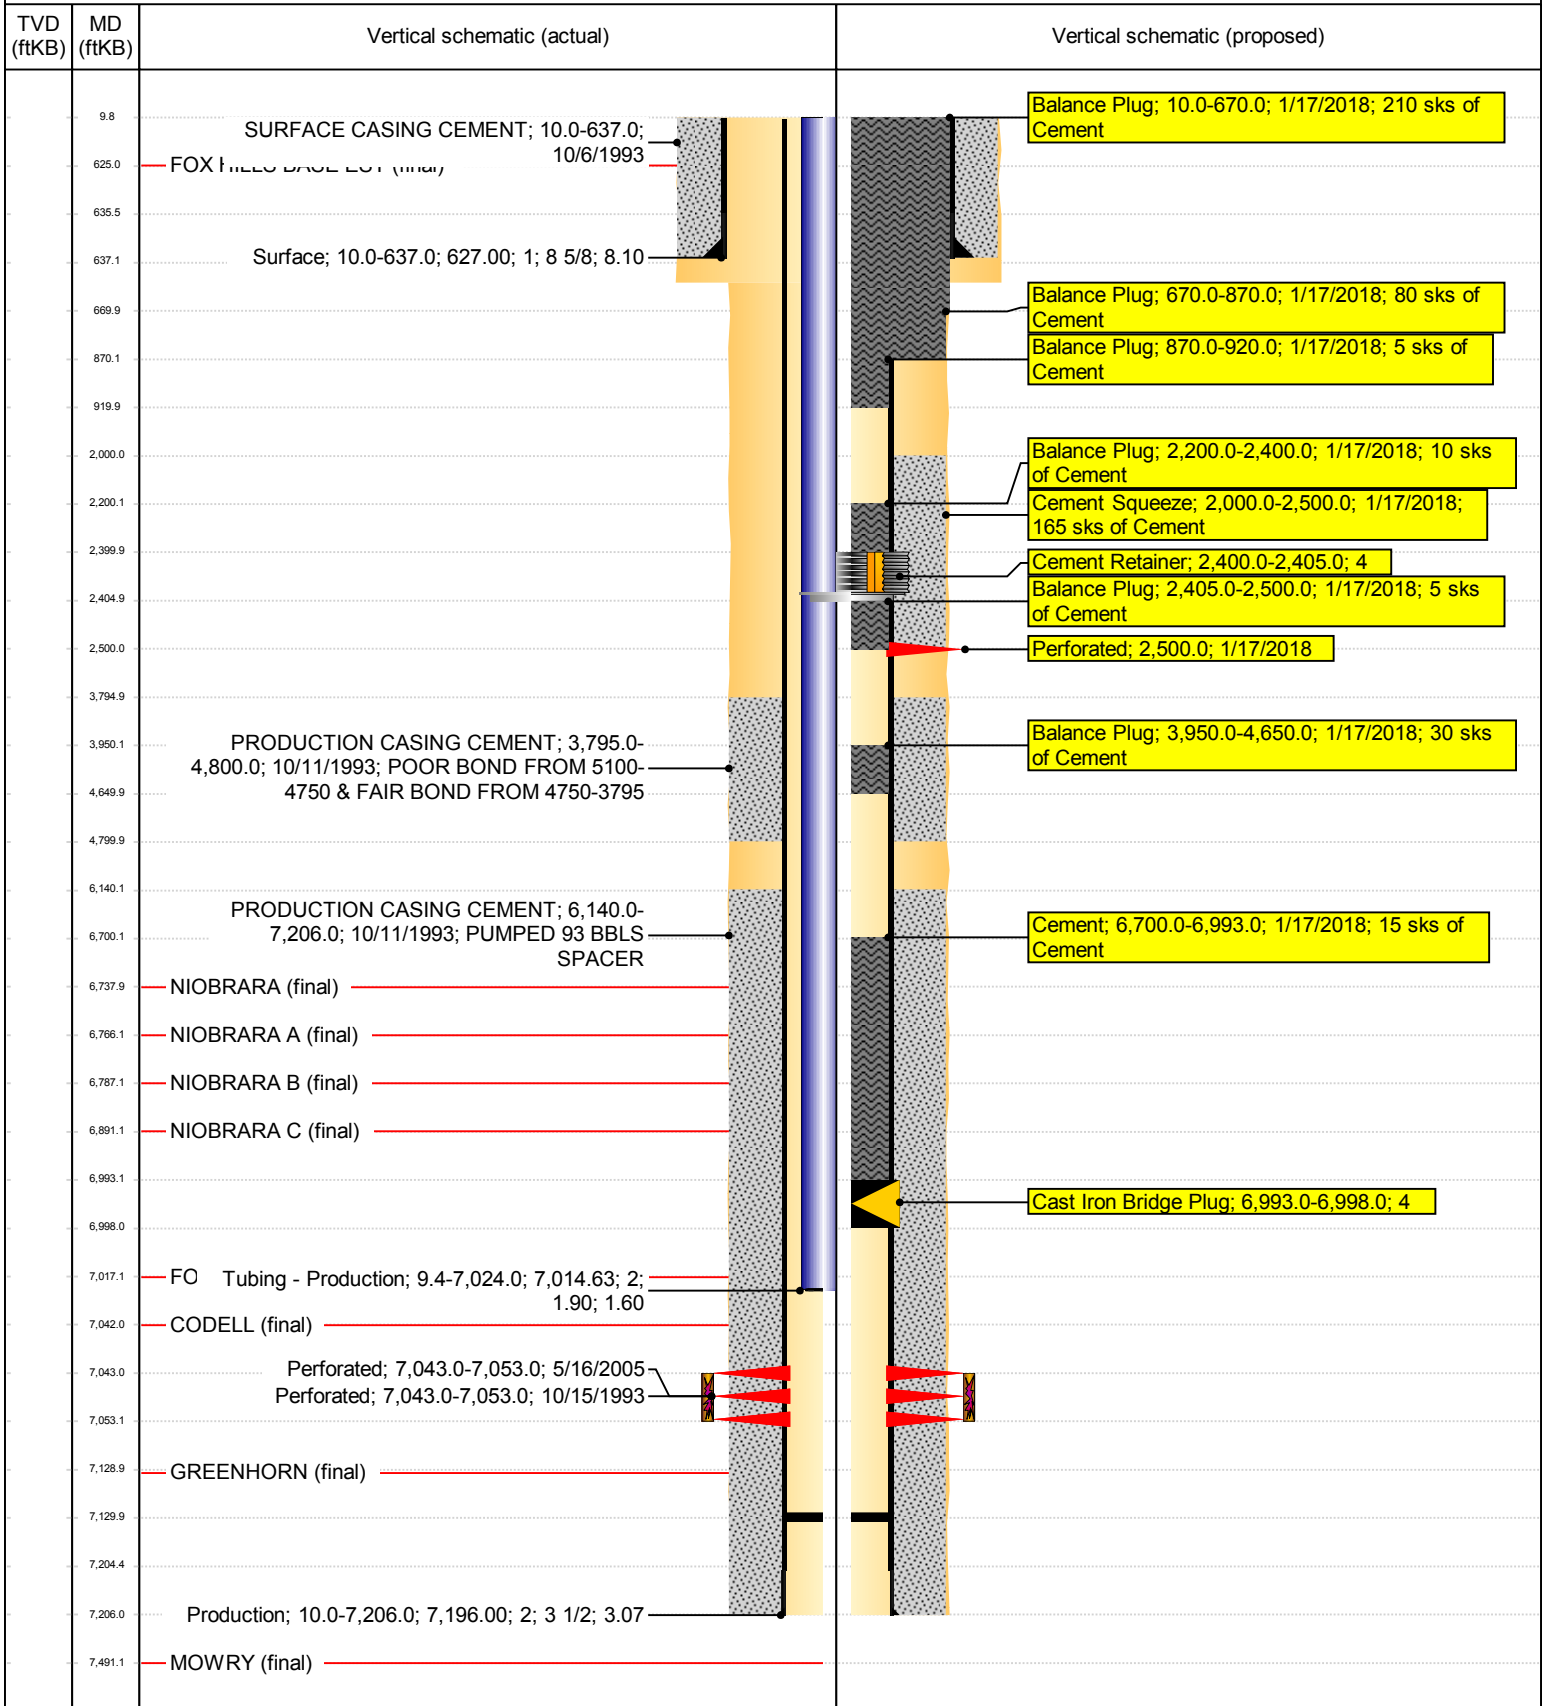 TVD
(ftKB)
MD
(ftKB)
Vertical schematic (actual)
Vertical schematic (proposed)
9.8
625.0
635.5
637.1
669.9
870.1
919.9
2,000.0
2,200.1
2,399.9
2,404.9
2,500.0
3,794.9
3,950.1
4,649.9
4,799.9
6,140.1
6,700.1
6,737.9
6,766.1
6,787.1
6,891.1
6,993.1
6,998.0
7,017.1
7,042.0
7,043.0
7,053.1
7,128.9
7,129.9
7,204.4
7,206.0
7,491.1
SURFACE CASING CEMENT; 10.0-637.0;
10/6/1993
FOX HILLS BASE EST (final)
Surface; 10.0-637.0; 627.00; 1; 8 5/8; 8.10
PRODUCTION CASING CEMENT; 3,795.0-
4,800.0; 10/11/1993; POOR BOND FROM 5100-
4750 & FAIR BOND FROM 4750-3795
PRODUCTION CASING CEMENT; 6,140.0-
7,206.0; 10/11/1993; PUMPED 93 BBLS
SPACER
NIOBRARA (final)
NIOBRARA A (final)
NIOBRARA B (final)
NIOBRARA C (final)
FO
Tubing - Production; 9.4-7,024.0; 7,014.63; 2;
1.90; 1.60
CODELL (final)
Perforated; 7,043.0-7,053.0; 5/16/2005
Perforated; 7,043.0-7,053.0; 10/15/1993
GREENHORN (final)
Production; 10.0-7,206.0; 7,196.00; 2; 3 1/2; 3.07
MOWRY (final)
Balance Plug; 10.0-670.0; 1/17/2018; 210 sks of
Cement
Balance Plug; 670.0-870.0; 1/17/2018; 80 sks of
Cement
Balance Plug; 870.0-920.0; 1/17/2018; 5 sks of
Cement
Balance Plug; 2,200.0-2,400.0; 1/17/2018; 10 sks
of Cement
Cement Squeeze; 2,000.0-2,500.0; 1/17/2018;
165 sks of Cement
Cement Retainer; 2,400.0-2,405.0; 4
Balance Plug; 2,405.0-2,500.0; 1/17/2018; 5 sks
of Cement
Perforated; 2,500.0; 1/17/2018
Balance Plug; 3,950.0-4,650.0; 1/17/2018; 30 sks
of Cement
Cement; 6,700.0-6,993.0; 1/17/2018; 15 sks of
Cement
Cast Iron Bridge Plug; 6,993.0-6,998.0; 4